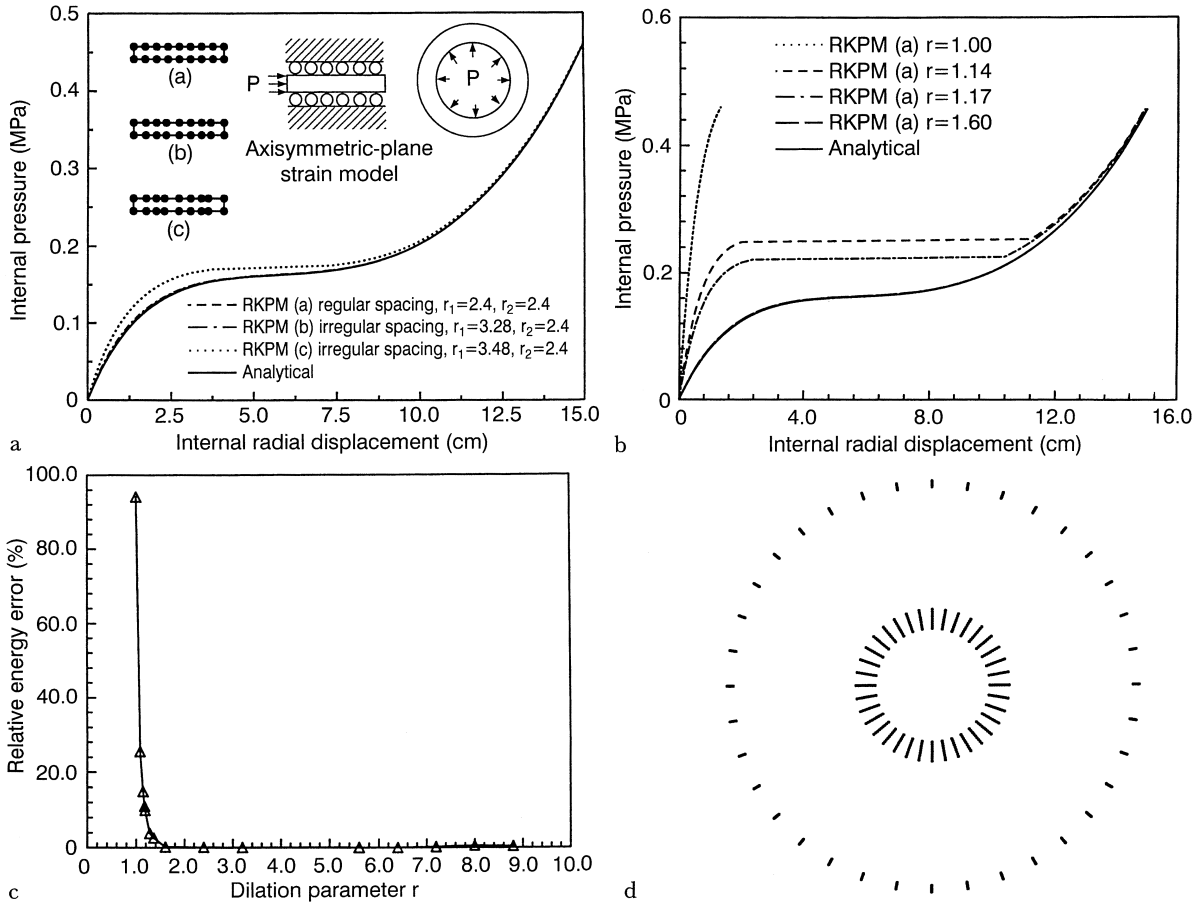 0.5
0.4
0.3
0.2
0.1
0
0
2.5
5.0
7.5
10.0
12.5
15.0
Internal pressure (MPa)
Internal radial displacement (cm)
(a)
(b)
(c)
P
P
Axisymmetric-plane
strain model
RKPM (a) regular spacing, r₁=2.4, r₂=2.4
RKPM (b) irregular spacing, r₁=3.28, r₂=2.4
RKPM (c) irregular spacing, r₁=3.48, r₂=2.4
Analytical
a
0.6
0.4
0.2
0
0
4.0
8.0
12.0
16.0
Internal pressure (MPa)
Internal radial displacement (cm)
RKPM (a) r=1.00
RKPM (a) r=1.14
RKPM (a) r=1.17
RKPM (a) r=1.60
Analytical
b
100.0
80.0
60.0
40.0
20.0
0
0
1.0
2.0
3.0
4.0
5.0
6.0
7.0
8.0
9.0
10.0
Relative energy error (%)
Dilation parameter r
c
d